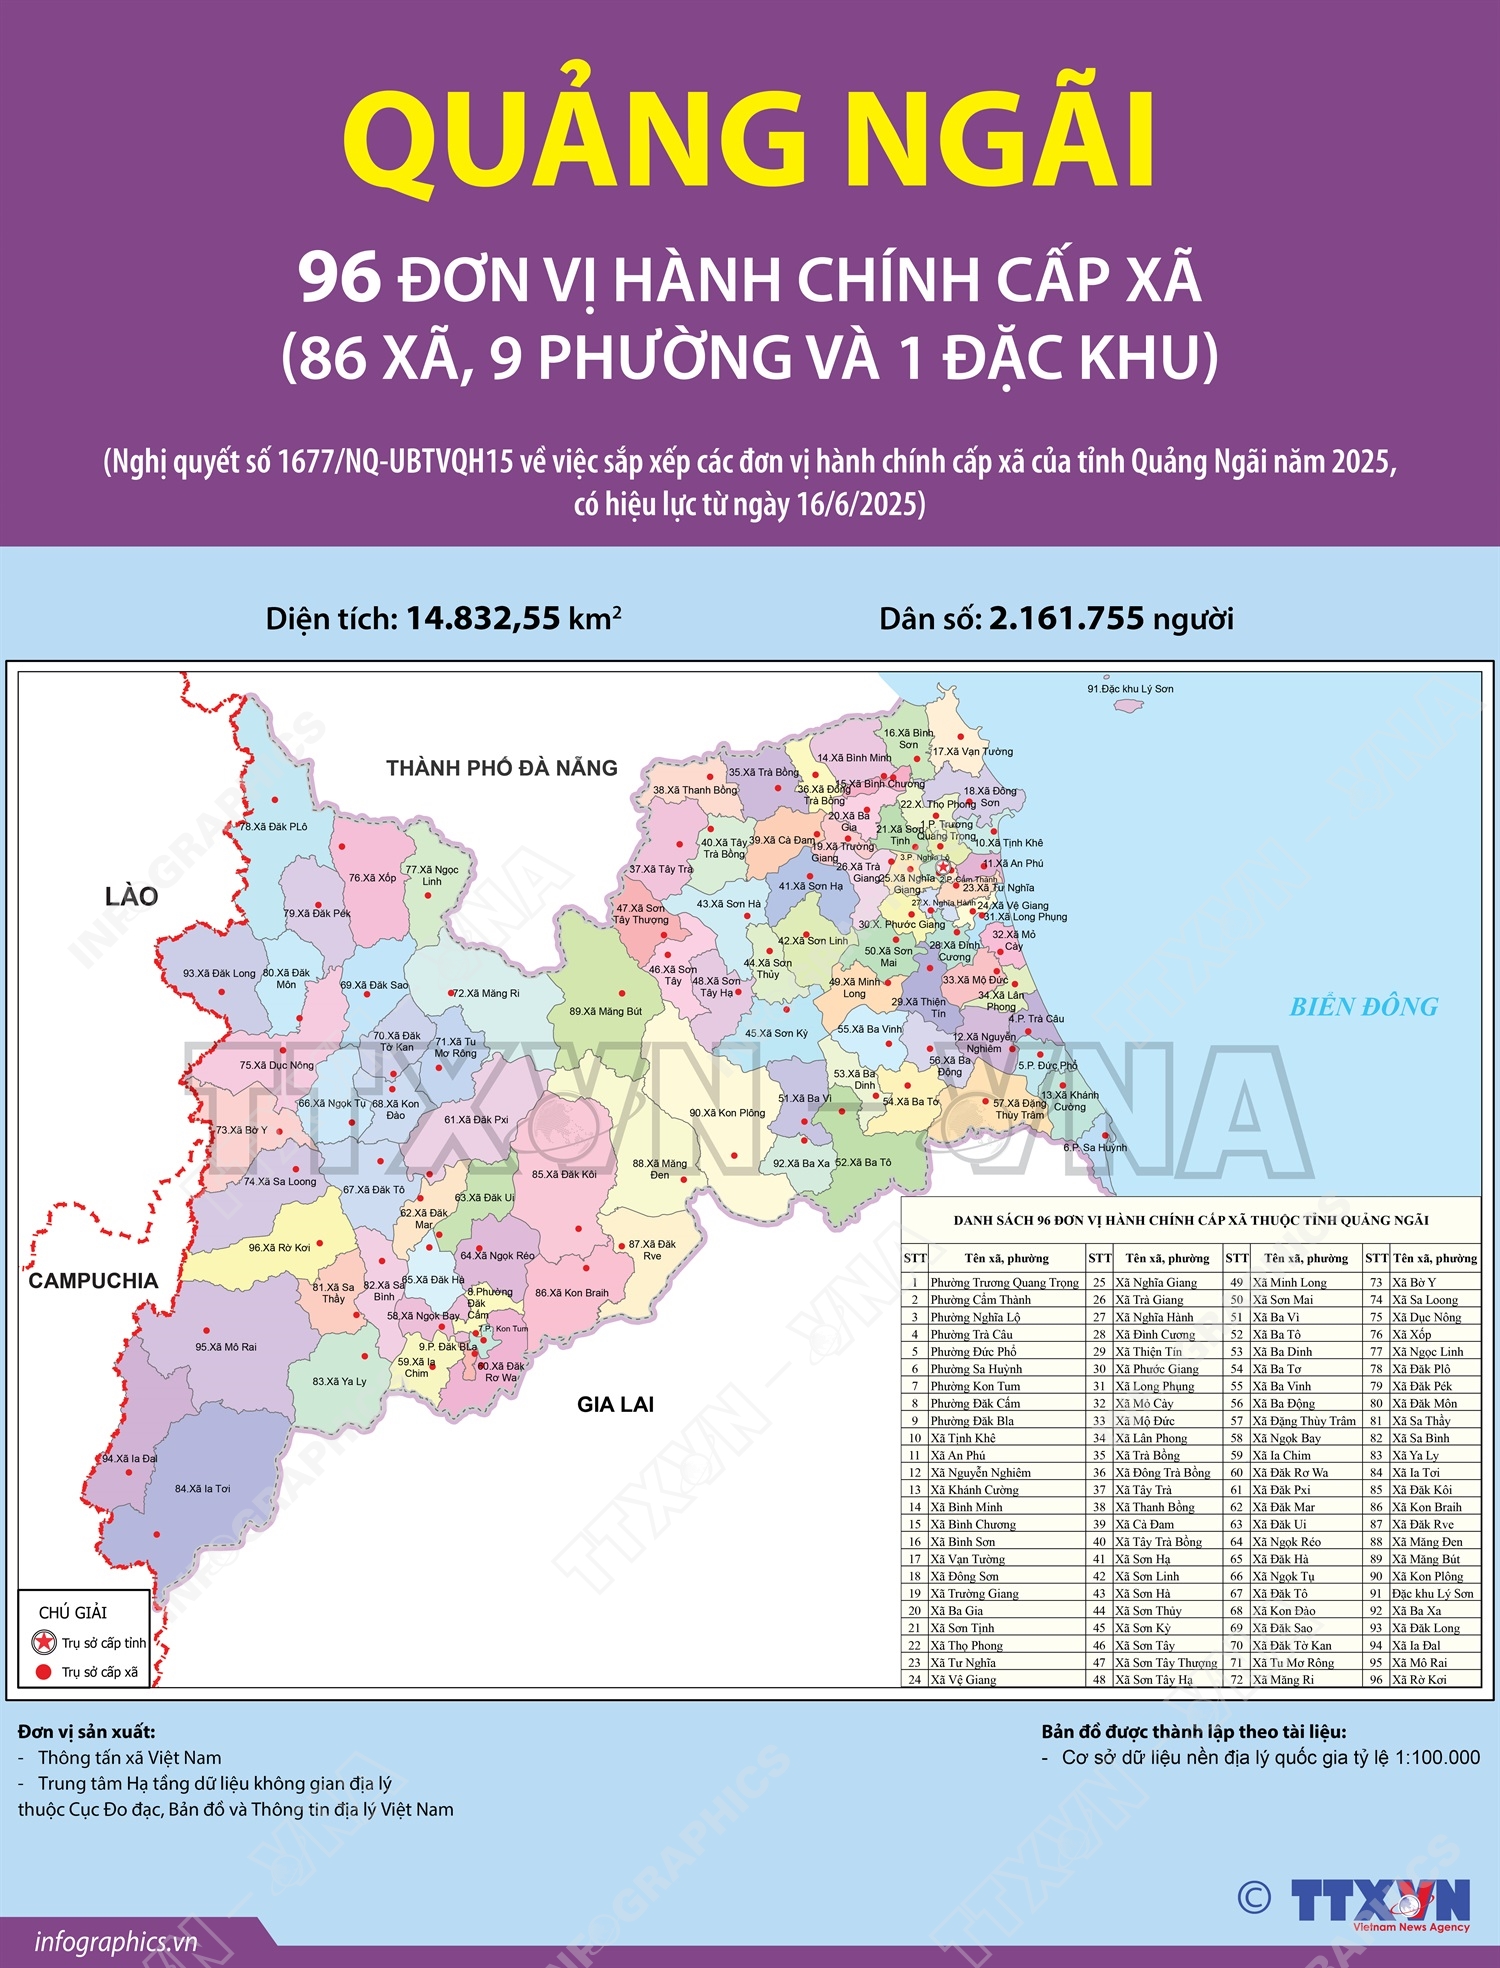 QUẢNG NGÃI
96 ĐƠN VỊ HÀNH CHÍNH CẤP XÃ
(86 XÃ, 9 PHƯỜNG VÀ 1 ĐẶC KHU)
(Nghị quyết số 1677/NQ-UBTVQH15 về việc sắp xếp các đơn vị hành chính cấp xã của tỉnh Quảng Ngãi năm 2025,
có hiệu lực từ ngày 16/6/2025)
Diện tích: 14.832,55 km²
Dân số: 2.161.755 người
91.Đặc khu Lý Sơn
THÀNH PHỐ ĐÀ NẴNG
LÀO
CAMPUCHIA
GIA LAI
BIỂN ĐÔNG
16.Xã Bình
Sơn
17.Xã Vạn Tường
14.Xã Bình Minh
15.Xã Bình Chương
35.Xã Trà Bồng
36.Xã Đông
Trà Bồng
38.Xã Thanh Bồng
18.Xã Đông
Sơn
22.X. Thọ Phong
20.Xã Ba
Gia
1.P. Trương
Quang Trọng
21.Xã Sơn
Tịnh
10.Xã Tịnh Khê
78.Xã Đăk PLô
40.Xã Tây
Trà Bồng
39.Xã Cà Đam
19.Xã Trường
Giang
3.P. Nghĩa Lộ
11.Xã An Phú
37.Xã Tây Trà
26.Xã Trà
Giang
25.Xã Nghĩa
Giang
2.P. Cẩm Thành
23.Xã Tư Nghĩa
76.Xã Xốp
77.Xã Ngọc
Linh
41.Xã Sơn Hạ
43.Xã Sơn Hà
27.X. Nghĩa Hành
24.Xã Vệ Giang
31.Xã Long Phụng
79.Xã Đăk Pék
47.Xã Sơn
Tây Thượng
30.X. Phước Giang
32.Xã Mỏ
Cày
42.Xã Sơn Linh
28.Xã Đình
Cương
50.Xã Sơn
Mai
93.Xã Đăk Long
80.Xã Đăk
Môn
69.Xã Đăk Sao
72.Xã Măng Ri
46.Xã Sơn
Tây
44.Xã Sơn
Thủy
48.Xã Sơn
Tây Hạ
49.Xã Minh
Long
33.Xã Mộ Đức
34.Xã Lân
Phong
29.Xã Thiện
Tín
89.Xã Măng Bút
4.P. Trà Câu
45.Xã Sơn Kỳ
55.Xã Ba Vinh
12.Xã Nguyễn
Nghiêm
70.Xã Đăk
Tờ Kan
71.Xã Tu
Mơ Rông
75.Xã Dục Nông
56.Xã Ba
Động
5.P. Đức Phổ
53.Xã Ba
Dinh
54.Xã Ba Tơ
57.Xã Đặng
Thùy Trâm
13.Xã Khánh
Cường
51.Xã Ba Vì
66.Xã Ngọk Tụ
68.Xã Kon
Đào
61.Xã Đăk Pxi
90.Xã Kon Plông
73.Xã Bờ Y
6.P. Sa Huỳnh
92.Xã Ba Xa
52.Xã Ba Tô
88.Xã Măng
Đen
85.Xã Đăk Kôi
74.Xã Sa Loong
67.Xã Đăk Tô
63.Xã Đăk Ui
62.Xã Đăk
Mar
96.Xã Rờ Kơi
64.Xã Ngọk Réo
87.Xã Đăk
Rve
81.Xã Sa
Thầy
82.Xã Sa
Bình
65.Xã Đăk Hà
8.Phường
Đăk
Cấm
86.Xã Kon Braih
58.Xã Ngọk Bay
7.P. Kon Tum
95.Xã Mô Rai
9.P. Đăk BLa
59.Xã Ia
Chim
60.Xã Đăk
Rơ Wa
83.Xã Ya Ly
94.Xã Ia Đal
84.Xã Ia Tơi
DANH SÁCH 96 ĐƠN VỊ HÀNH CHÍNH CẤP XÃ THUỘC TỈNH QUẢNG NGÃI
STT Tên xã, phường STT Tên xã, phường STT Tên xã, phường STT Tên xã, phường
1 Phường Trương Quang Trọng 25 Xã Nghĩa Giang 49 Xã Minh Long 73 Xã Bờ Y
2 Phường Cẩm Thành 26 Xã Trà Giang 50 Xã Sơn Mai 74 Xã Sa Loong
3 Phường Nghĩa Lộ 27 Xã Nghĩa Hành 51 Xã Ba Vì 75 Xã Dục Nông
4 Phường Trà Câu 28 Xã Đình Cương 52 Xã Ba Tô 76 Xã Xốp
5 Phường Đức Phổ 29 Xã Thiện Tín 53 Xã Ba Dinh 77 Xã Ngọc Linh
6 Phường Sa Huỳnh 30 Xã Phước Giang 54 Xã Ba Tơ 78 Xã Đăk Plô
7 Phường Kon Tum 31 Xã Long Phụng 55 Xã Ba Vinh 79 Xã Đăk Pék
8 Phường Đăk Cấm 32 Xã Mỏ Cày 56 Xã Ba Động 80 Xã Đăk Môn
9 Phường Đăk Bla 33 Xã Mộ Đức 57 Xã Đặng Thùy Trâm 81 Xã Sa Thầy
10 Xã Tịnh Khê 34 Xã Lân Phong 58 Xã Ngọk Bay 82 Xã Sa Bình
11 Xã An Phú 35 Xã Trà Bồng 59 Xã Ia Chim 83 Xã Ya Ly
12 Xã Nguyễn Nghiêm 36 Xã Đông Trà Bồng 60 Xã Đăk Rơ Wa 84 Xã Ia Tơi
13 Xã Khánh Cường 37 Xã Tây Trà 61 Xã Đăk Pxi 85 Xã Đăk Kôi
14 Xã Bình Minh 38 Xã Thanh Bồng 62 Xã Đăk Mar 86 Xã Kon Braih
15 Xã Bình Chương 39 Xã Cà Đam 63 Xã Đăk Ui 87 Xã Đăk Rve
16 Xã Bình Sơn 40 Xã Tây Trà Bồng 64 Xã Ngọk Réo 88 Xã Măng Đen
17 Xã Vạn Tường 41 Xã Sơn Hạ 65 Xã Đăk Hà 89 Xã Măng Bút
18 Xã Đông Sơn 42 Xã Sơn Linh 66 Xã Ngọk Tụ 90 Xã Kon Plông
19 Xã Trường Giang 43 Xã Sơn Hà 67 Xã Đăk Tô 91 Đặc khu Lý Sơn
20 Xã Ba Gia 44 Xã Sơn Thủy 68 Xã Kon Đào 92 Xã Ba Xa
21 Xã Sơn Tịnh 45 Xã Sơn Kỳ 69 Xã Đăk Sao 93 Xã Đăk Long
22 Xã Thọ Phong 46 Xã Sơn Tây 70 Xã Đăk Tờ Kan 94 Xã Ia Đal
23 Xã Tư Nghĩa 47 Xã Sơn Tây Thượng 71 Xã Tu Mơ Rông 95 Xã Mô Rai
24 Xã Vệ Giang 48 Xã Sơn Tây Hạ 72 Xã Măng Ri 96 Xã Rờ Kơi
CHÚ GIẢI
Trụ sở cấp tỉnh
Trụ sở cấp xã
TTXVN - VNA
Đơn vị sản xuất:
- Thông tấn xã Việt Nam
- Trung tâm Hạ tầng dữ liệu không gian địa lý
thuộc Cục Đo đạc, Bản đồ và Thông tin địa lý Việt Nam
Bản đồ được thành lập theo tài liệu:
- Cơ sở dữ liệu nền địa lý quốc gia tỷ lệ 1:100.000
© TTXVN
Vietnam News Agency
infographics.vn